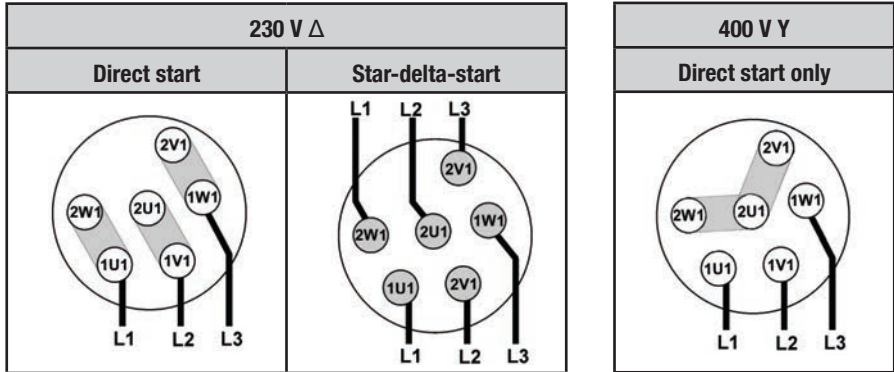 230 V Δ
400 V Y
Direct start
Star-delta-start
Direct start only
2V1
2W1
2U1
1W1
1U1
1V1
L1 L2 L3
L1 L2 L3
2V1
2W1
2U1
1W1
1U1
2V1
L1 L2 L3
2V1
2W1
2U1
1W1
1U1
1V1
L1 L2 L3